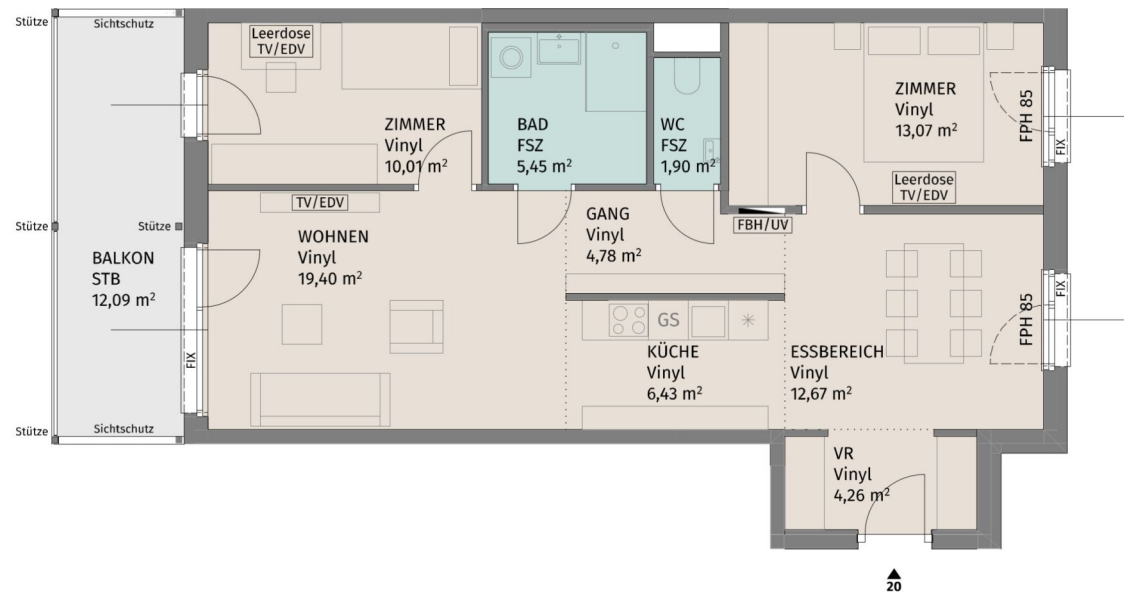 Stütze
Sichtschutz
Leerdose
TV/EDV
ZIMMER
Vinyl
10,01 m²
BAD
FSZ
5,45 m²
WC
FSZ
1,90 m²
ZIMMER
Vinyl
13,07 m²
FPH 85
FIX
Leerdose
TV/EDV
Stütze
Stütze
BALKON
STB
12,09 m²
TV/EDV
WOHNEN
Vinyl
19,40 m²
GANG
Vinyl
4,78 m²
FBH/UV
FIX
GS
KÜCHE
Vinyl
6,43 m²
ESSBEREICH
Vinyl
12,67 m²
FPH 85
FIX
Stütze
Sichtschutz
VR
Vinyl
4,26 m²
20